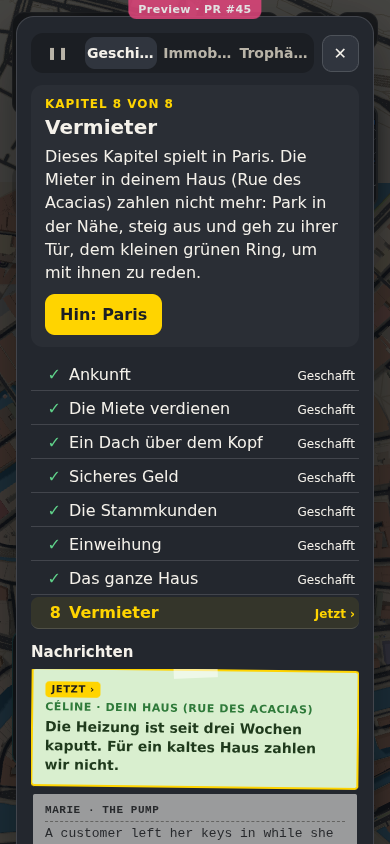 Preview · PR #45
Geschi… Immob… Trophä… ✕
KAPITEL 8 VON 8
Vermieter
Dieses Kapitel spielt in Paris. Die
Mieter in deinem Haus (Rue des
Acacias) zahlen nicht mehr: Park in
der Nähe, steig aus und geh zu ihrer
Tür, dem kleinen grünen Ring, um
mit ihnen zu reden.
Hin: Paris
✓ Ankunft Geschafft
✓ Die Miete verdienen Geschafft
✓ Ein Dach über dem Kopf Geschafft
✓ Sicheres Geld Geschafft
✓ Die Stammkunden Geschafft
✓ Einweihung Geschafft
✓ Das ganze Haus Geschafft
8 Vermieter Jetzt ›
Nachrichten
JETZT ›
CÉLINE · DEIN HAUS (RUE DES ACACIAS)
Die Heizung ist seit drei Wochen
kaputt. Für ein kaltes Haus zahlen
wir nicht.
MARIE · THE PUMP
A customer left her keys in while she